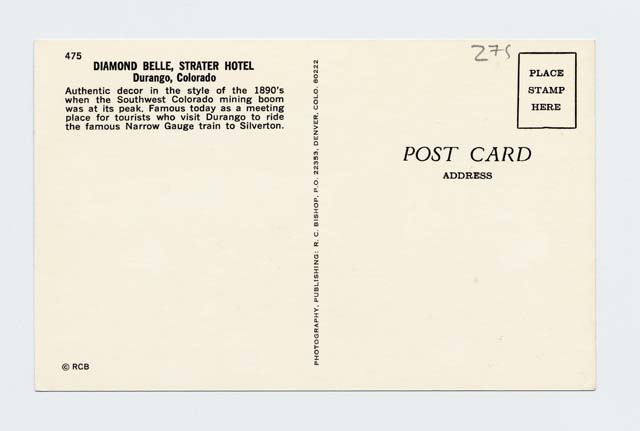 475
DIAMOND BELLE, STRATER HOTEL
Durango, Colorado
Authentic decor in the style of the 1890's
when the Southwest Colorado mining boom
was at its peak. Famous today as a meeting
place for tourists who visit Durango to ride
the famous Narrow Gauge train to Silverton.
© RCB
PHOTOGRAPHY, PUBLISHING: R. C. BISHOP, P.O. 22353, DENVER, COLO. 80222
275
PLACE
STAMP
HERE
POST CARD
ADDRESS